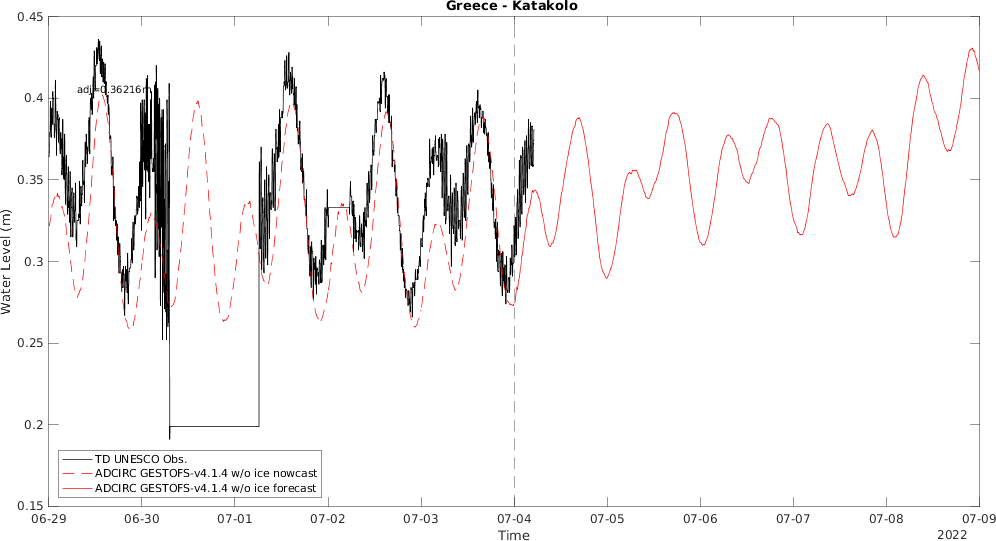 Greece - Katakolo
0.45
0.4
0.35
0.3
0.25
0.2
0.15
Water Level (m)
adj=0.36216m
TD UNESCO Obs.
ADCIRC GESTOFS-v4.1.4 w/o ice nowcast
ADCIRC GESTOFS-v4.1.4 w/o ice forecast
06-29 06-30 07-01 07-02 07-03 07-04 07-05 07-06 07-07 07-08 07-09
Time
2022